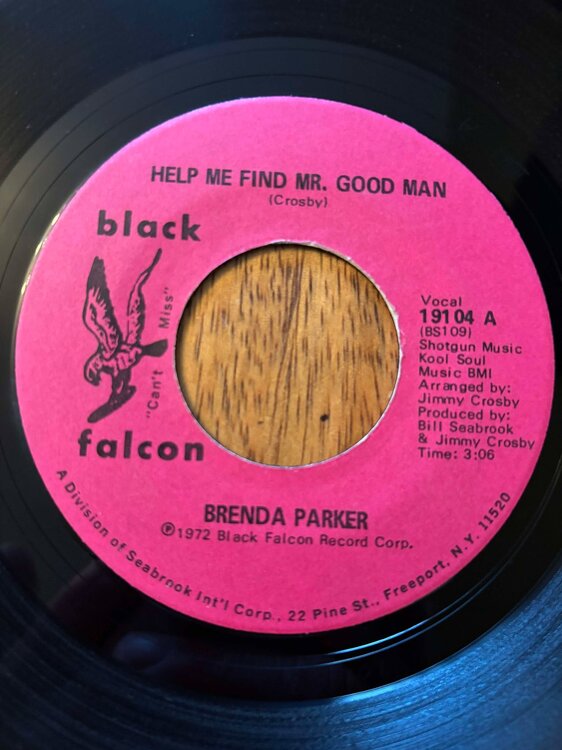 HELP ME FIND MR. GOOD MAN
(Crosby)
black
"Can't Miss"
falcon
Vocal
19104 A
(BS109)
Shotgun Music
Kool Soul
Music BMI
Arranged by:
Jimmy Crosby
Produced by:
Bill Seabrook
& Jimmy Crosby
Time: 3:06
BRENDA PARKER
℗1972 Black Falcon Record Corp.
A Division of Seabrook Int'l Corp., 22 Pine St., Freeport, N.Y. 11520